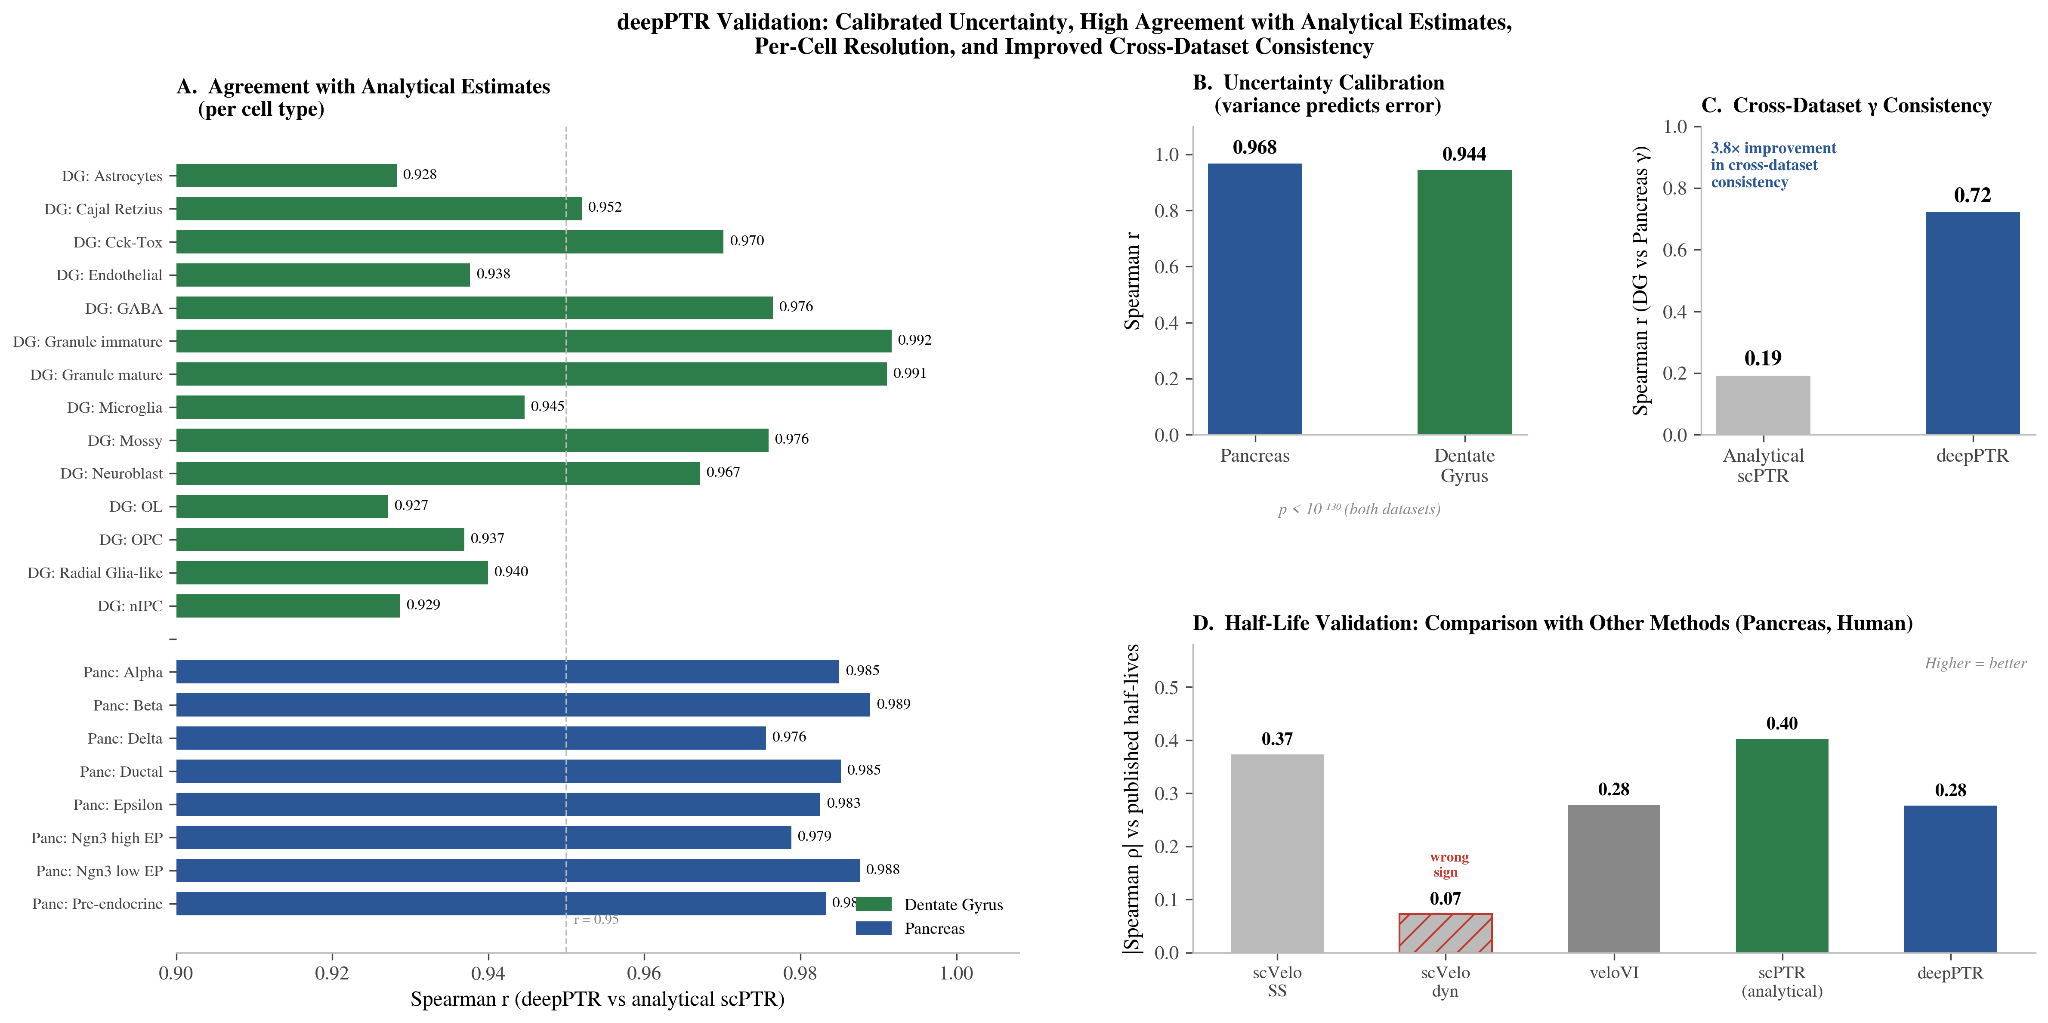 deepPTR Validation: Calibrated Uncertainty, High Agreement with Analytical Estimates,
Per-Cell Resolution, and Improved Cross-Dataset Consistency
A.  Agreement with Analytical Estimates
(per cell type)
DG: Astrocytes 0.928
DG: Cajal Retzius 0.952
DG: Cck-Tox 0.970
DG: Endothelial 0.938
DG: GABA 0.976
DG: Granule immature 0.992
DG: Granule mature 0.991
DG: Microglia 0.945
DG: Mossy 0.976
DG: Neuroblast 0.967
DG: OL 0.927
DG: OPC 0.937
DG: Radial Glia-like 0.940
DG: nIPC 0.929
Panc: Alpha 0.985
Panc: Beta 0.989
Panc: Delta 0.976
Panc: Ductal 0.985
Panc: Epsilon 0.983
Panc: Ngn3 high EP 0.979
Panc: Ngn3 low EP 0.988
Panc: Pre-endocrine
r = 0.95
Dentate Gyrus
Pancreas
0.90 0.92 0.94 0.96 0.98 1.00
Spearman r (deepPTR vs analytical scPTR)
B.  Uncertainty Calibration
(variance predicts error)
Spearman r
1.0
0.8
0.6
0.4
0.2
0.0
0.968
0.944
Pancreas
Dentate
Gyrus
p < 10⁻¹³⁰ (both datasets)
C.  Cross-Dataset γ Consistency
Spearman r (DG vs Pancreas γ)
1.0
0.8
0.6
0.4
0.2
0.0
3.8× improvement
in cross-dataset
consistency
0.19
0.72
Analytical
scPTR
deepPTR
D.  Half-Life Validation: Comparison with Other Methods (Pancreas, Human)
Higher = better
|Spearman ρ| vs published half-lives
0.5
0.4
0.3
0.2
0.1
0.0
0.37
wrong
sign
0.07
0.28
0.40
0.28
scVelo
SS
scVelo
dyn
veloVI
scPTR
(analytical)
deepPTR